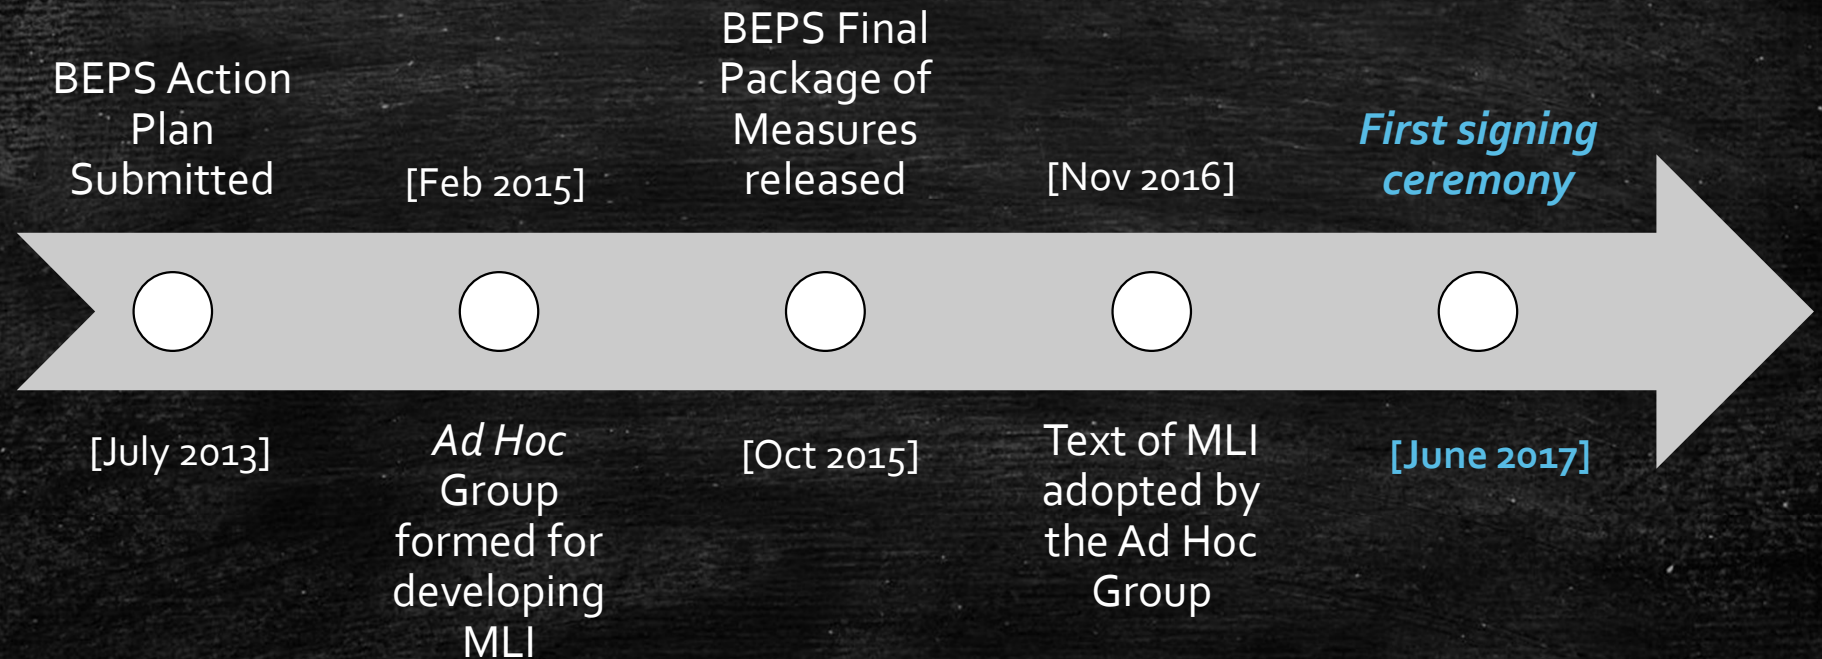 BEPS Action
Plan
Submitted
[July 2013]
[Feb 2015]
Ad Hoc
Group
formed for
developing
MLI
BEPS Final
Package of
Measures
released
[Oct 2015]
[Nov 2016]
Text of MLI
adopted by
the Ad Hoc
Group
First signing
ceremony
[June 2017]